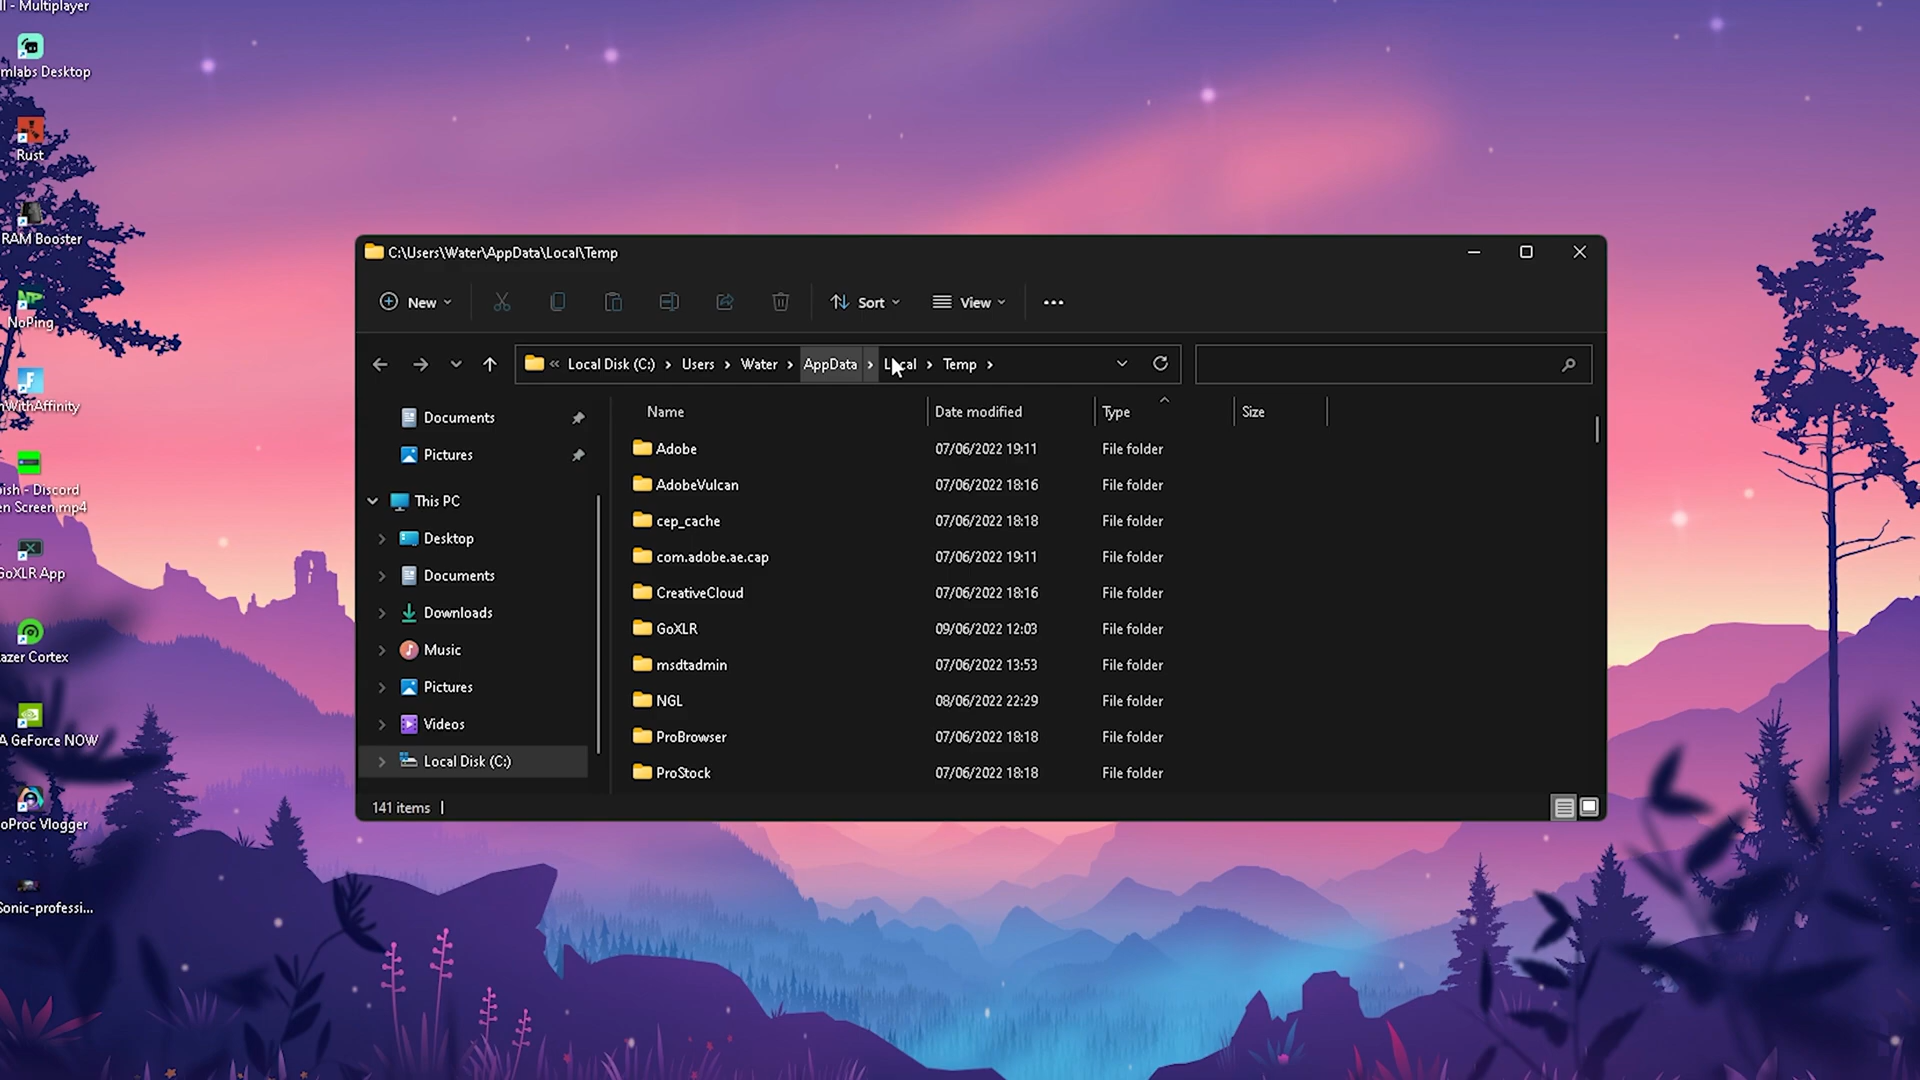 ll - Multiplayer
mlabs Desktop
Rust
RAM Booster
NoPing
nWithAffinity
ish - Discord
en Screen.mp4
GoXLR App
azer Cortex
A GeForce NOW
oProc Vlogger
Sonic-professi...
C:\Users\Water\AppData\Local\Temp
New
Sort
View
« Local Disk (C:) > Users > Water > AppData > Local > Temp >
Documents
Pictures
This PC
Desktop
Documents
Downloads
Music
Pictures
Videos
Local Disk (C:)
Name Date modified Type Size
Adobe 07/06/2022 19:11 File folder
AdobeVulcan 07/06/2022 18:16 File folder
cep_cache 07/06/2022 18:18 File folder
com.adobe.ae.cap 07/06/2022 19:11 File folder
CreativeCloud 07/06/2022 18:16 File folder
GoXLR 09/06/2022 12:03 File folder
msdtadmin 07/06/2022 13:53 File folder
NGL 08/06/2022 22:29 File folder
ProBrowser 07/06/2022 18:18 File folder
ProStock 07/06/2022 18:18 File folder
141 items